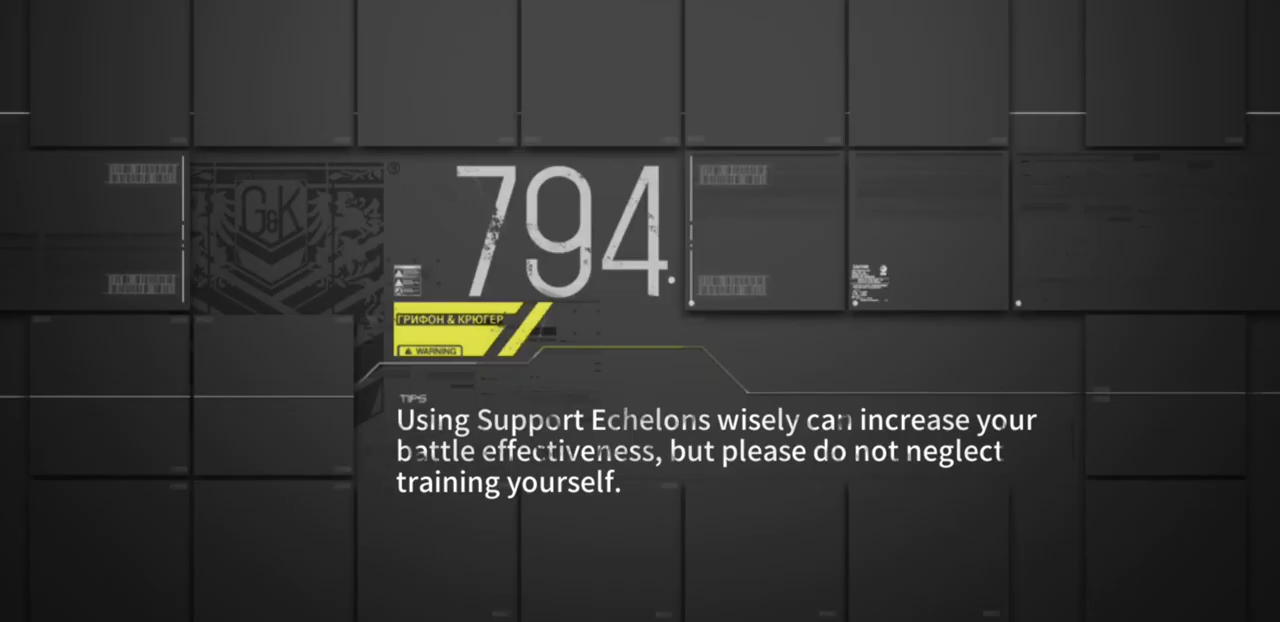 G&K
794.
ГРИФОН & КРЮГЕР
WARNING
TIPS
Using Support Echelons wisely can increase your
battle effectiveness, but please do not neglect
training yourself.